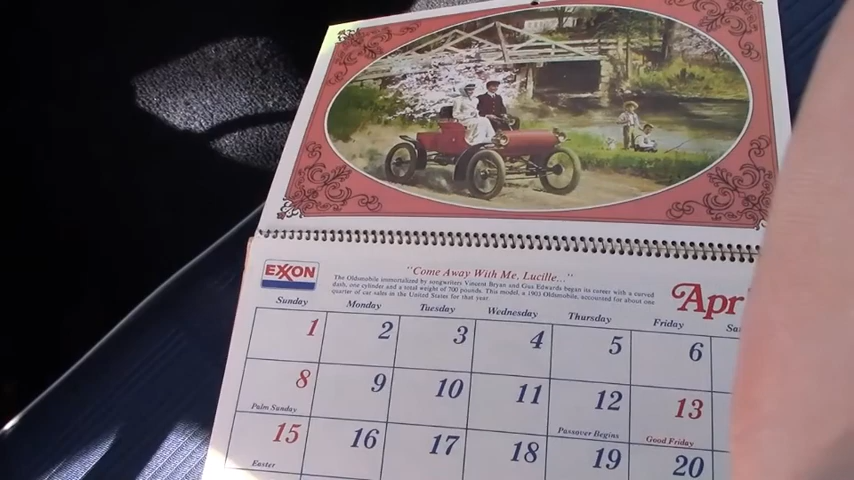 EXXON
"Come Away With Me, Lucille..."
The Oldsmobile immortalized by songwriters Vincent Bryan and Gus Edwards began its career with a curved
dash, one cylinder and a total weight of 700 pounds. This model, a 1903 Oldsmobile, accounted for about one
quarter of car sales in the United States for that year.
Apr
Sunday Monday Tuesday Wednesday Thursday Friday Sa
1 2 3 4 5 6
8 9 10 11 12 13
Palm Sunday Passover Begins Good Friday
15 16 17 18 19 20
Easter